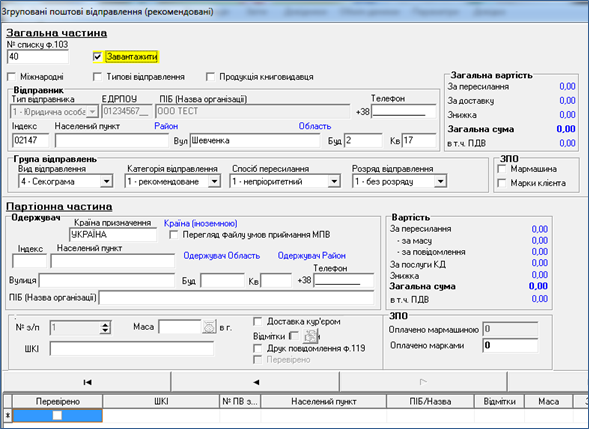 Згруповані поштові відправлення (рекомендовані)
Загальна частина
№ списку ф.103
40
Завантажити
Міжнародні Типові відправлення Продукція книговидавця
Відправник
Тип відправника ЕДРПОУ ПІБ (Назва організації) Телефон
1 - Юридична особа 01234567__ ООО ТЕСТ +38
Індекс Населений пункт Район Область
02147 Вул Шевченка Буд 2 Кв 17
Загальна вартість
За пересилання 0,00
За доставку 0,00
Знижка 0,00
Загальна сума 0,00
в т.ч. ПДВ 0,00
Група відправлень
Вид відправлення Категорія відправлення Спосіб пересилання Розряд відправлення
4 - Секограма 1 - рекомендоване 1 - непріоритетний 1 - без розряду
ЗПО
Мармашина
Марки клієнта
Партіонна частина
Одержувач
Країна призначення Країна (іноземною)
УКРАЇНА Перегляд файлу умов приймання МПВ
Індекс Населений пункт Одержувач Область Одержувач Район
Телефон
Вулиця Буд Кв +38
ПІБ (Назва організації)
Вартість
За пересилання 0,00
- за масу 0,00
- за повідомлення 0,00
За послуги КД 0,00
Знижка 0,00
Загальна сума 0,00
в т.ч. ПДВ 0,00
№ з/п 1 Маса в г.
ШКІ
Доставка кур'єром
Відмітки
Друк повідомлення ф.119
Перевірено
ЗПО
Оплачено мармашиною 0
Оплачено марками 0
Перевірено ШКІ № ПВ з... Населений пункт ПІБ/Назва Відмітки Маса